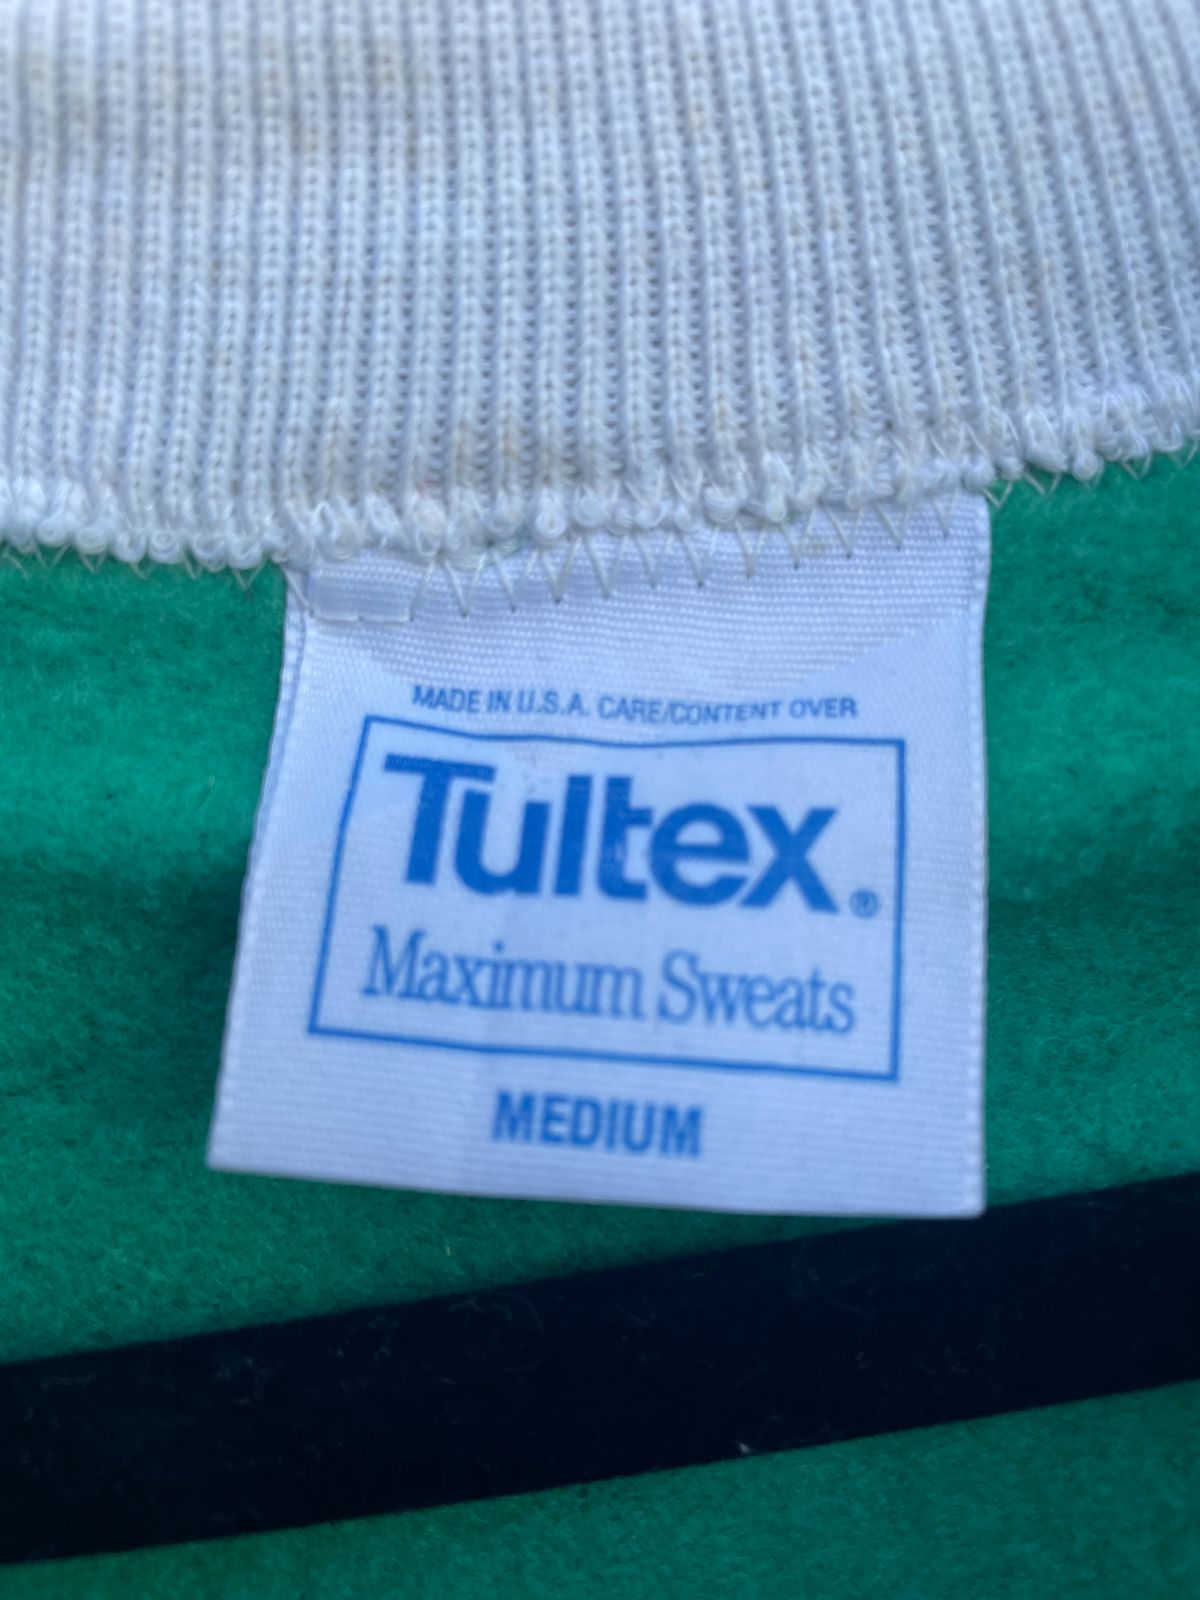 MADE IN U.S.A. CARE/CONTENT OVER
Tultex®
Maximum Sweats
MEDIUM